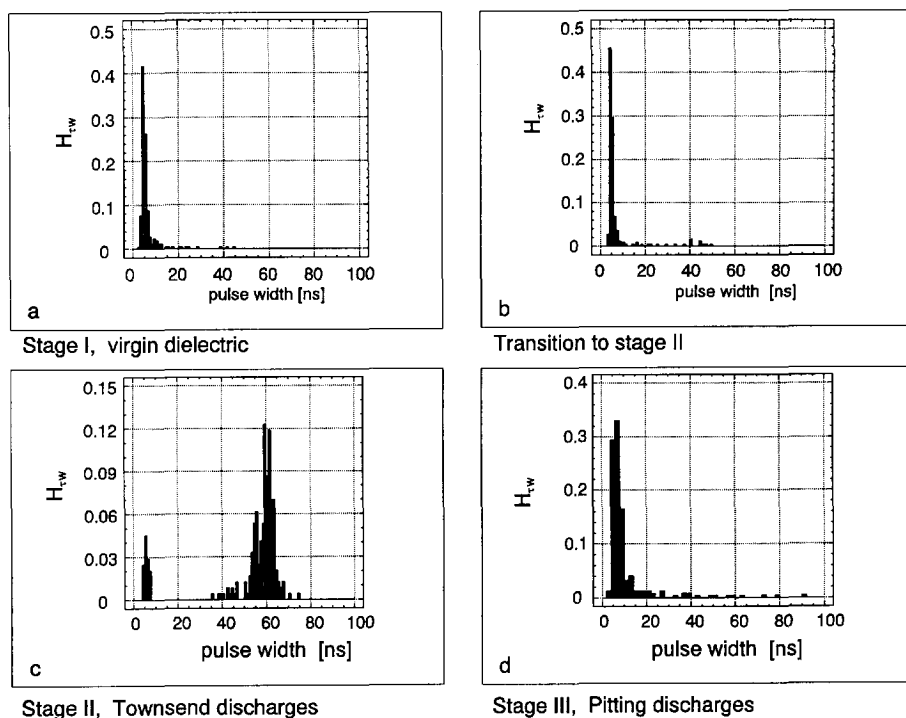 0.5
0.4
0.3
0.2
0.1
0
H_τw
0 20 40 60 80 100
pulse width [ns]
a
Stage I, virgin dielectric
0.5
0.4
0.3
0.2
0.1
0
H_τw
0 20 40 60 80 100
pulse width [ns]
b
Transition to stage II
0.15
0.12
0.09
0.06
0.03
0
H_τw
0 20 40 60 80 100
pulse width [ns]
c
Stage II, Townsend discharges
0.4
0.3
0.2
0.1
0
H_τw
0 20 40 60 80 100
pulse width [ns]
d
Stage III, Pitting discharges